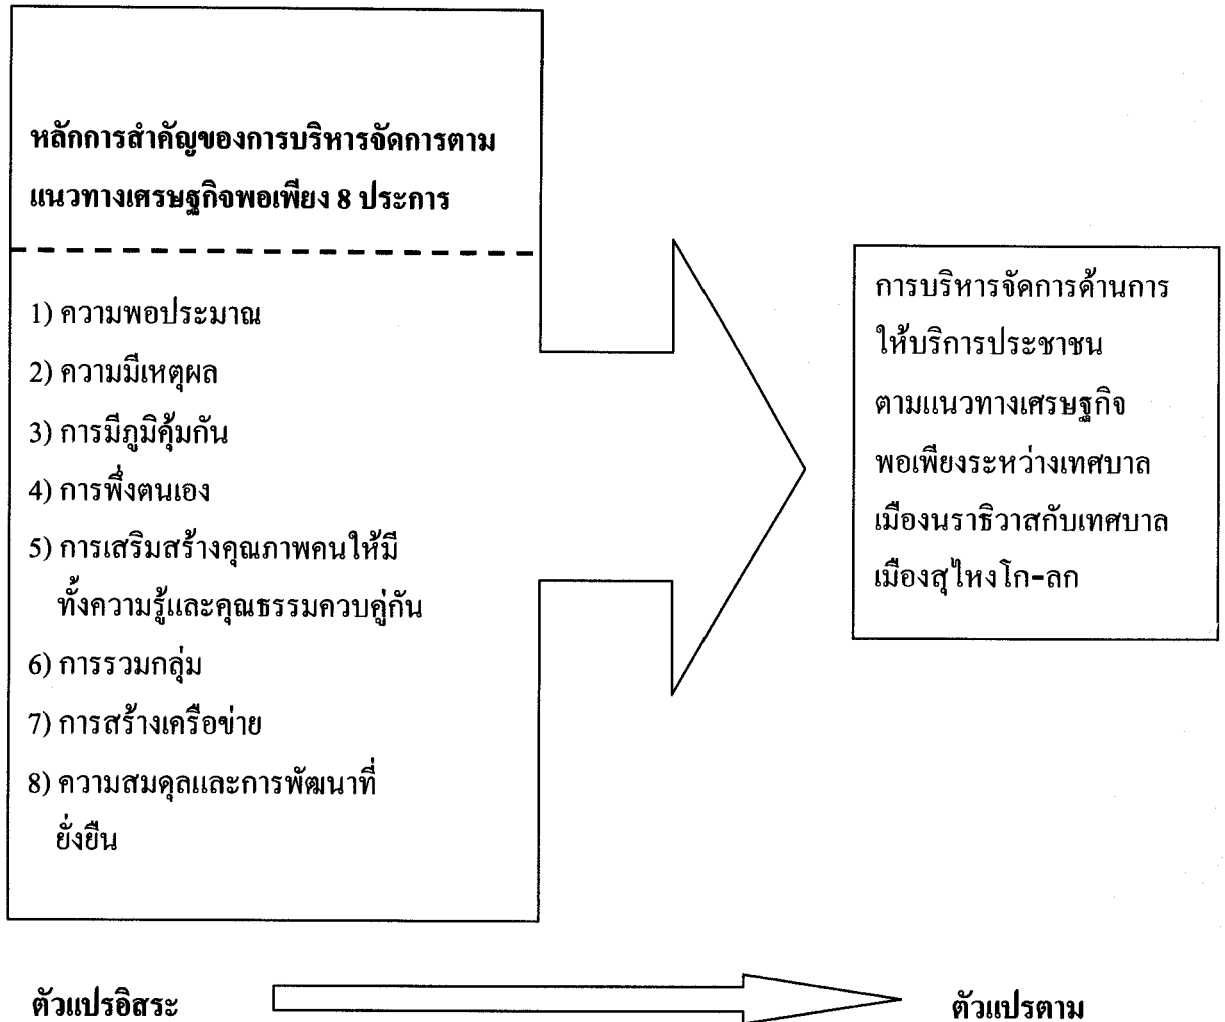 หลักการสำคัญของการบริหารจัดการตาม
แนวทางเศรษฐกิจพอเพียง 8 ประการ
1) ความพอประมาณ
2) ความมีเหตุผล
3) การมีภูมิคุ้มกัน
4) การพึ่งตนเอง
5) การเสริมสร้างคุณภาพคนให้มี
ทั้งความรู้และคุณธรรมควบคู่กัน
6) การรวมกลุ่ม
7) การสร้างเครือข่าย
8) ความสมดุลและการพัฒนาที่
ยั่งยืน
การบริหารจัดการด้านการ
ให้บริการประชาชน
ตามแนวทางเศรษฐกิจ
พอเพียงระหว่างเทศบาล
เมืองนราธิวาสกับเทศบาล
เมืองสุไหงโก-ลก
ตัวแปรอิสระ
ตัวแปรตาม